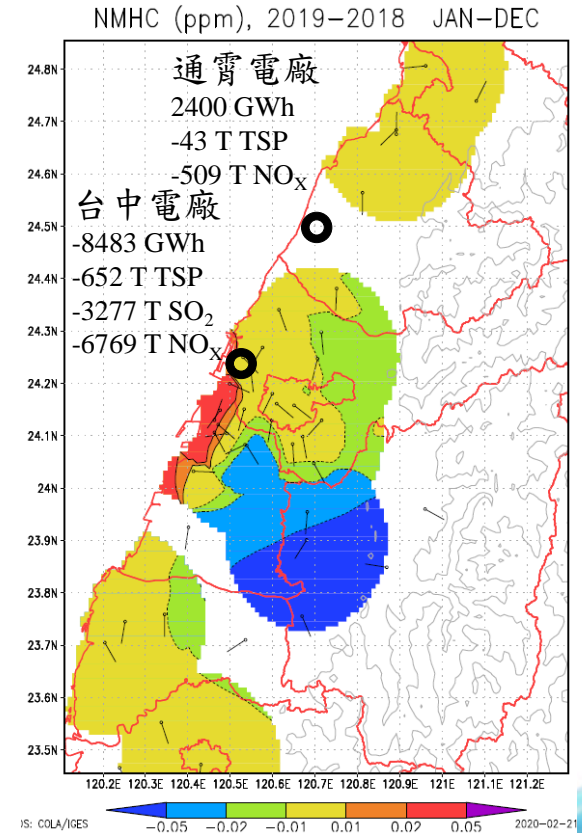 NMHC (ppm), 2019−2018 JAN−DEC
通霄電廠
2400 GWh
-43 T TSP
-509 T NOX
台中電廠
-8483 GWh
-652 T TSP
-3277 T SO2
-6769 T NOX
24.8N
24.7N
24.6N
24.5N
24.4N
24.3N
24.2N
24.1N
24N
23.9N
23.8N
23.7N
23.6N
23.5N
120.2E 120.3E 120.4E 120.5E 120.6E 120.7E 120.8E 120.9E 121E 121.1E 121.2E
−0.05 −0.02 −0.01 0.01 0.02 0.05
S: COLA/IGES 2020−02−21